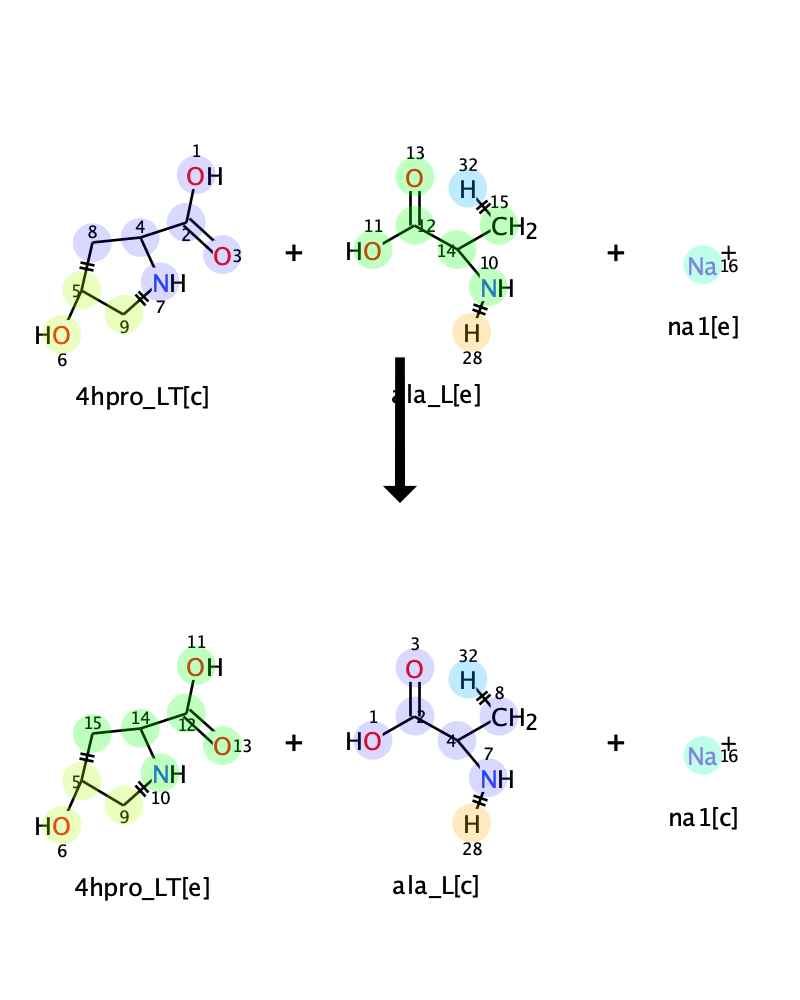 1
OH
8
4
2
O
3
5
NH
7
HO
6
9
4hpro_LT[c]
+
13
O
32
H
15
CH2
11
HO
12
14
10
NH
H
28
ala_L[e]
+
Na+
16
na1[e]
11
OH
15
14
12
O
13
5
NH
10
HO
6
9
4hpro_LT[e]
+
3
O
32
H
8
CH2
1
HO
2
4
7
NH
H
28
ala_L[c]
+
Na+
16
na1[c]